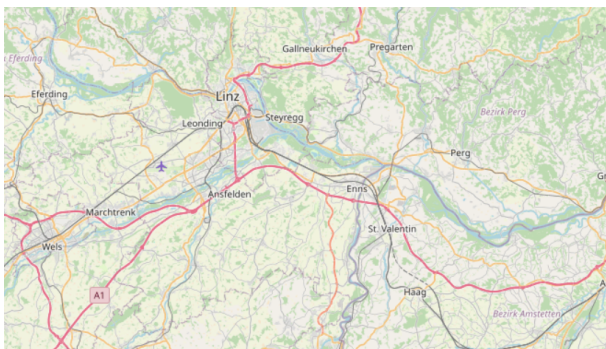 Gallneukirchen
Pregarten
Eferding
Eferding
Linz
Bezirk Perg
Steyregg
Leonding
Perg
Enns
Ansfelden
Marchtrenk
St. Valentin
Wels
A1
Haag
Bezirk Amstetten